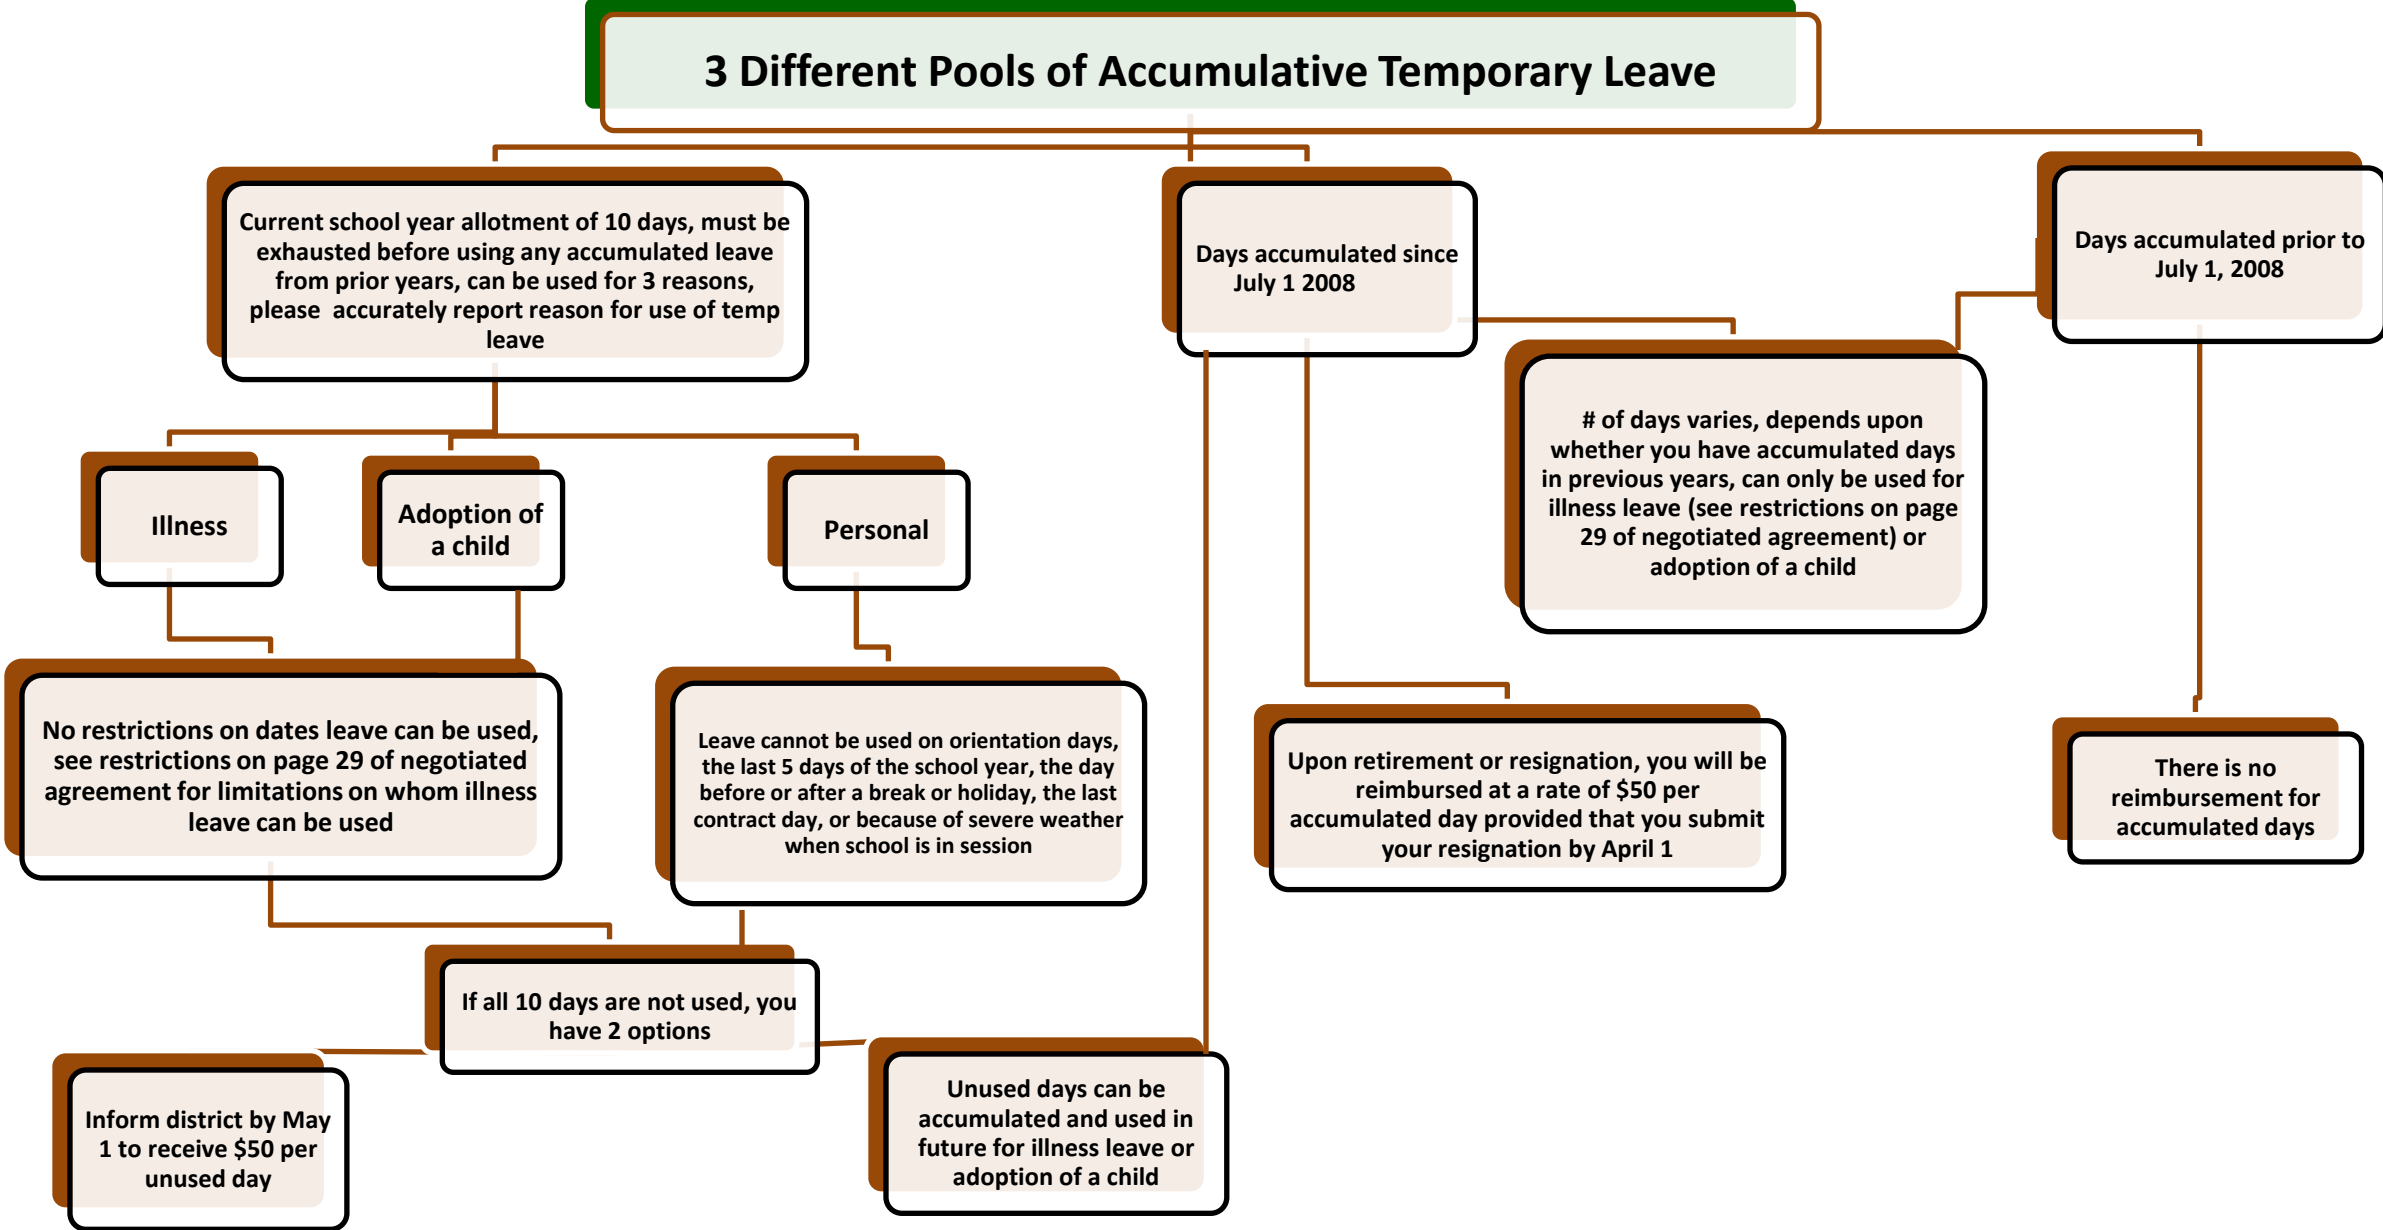 3 Different Pools of Accumulative Temporary Leave
Current school year allotment of 10 days, must be
exhausted before using any accumulated leave
from prior years, can be used for 3 reasons,
please  accurately report reason for use of temp
leave
Days accumulated since
July 1 2008
Days accumulated prior to
July 1, 2008
# of days varies, depends upon
whether you have accumulated days
in previous years, can only be used for
illness leave (see restrictions on page
29 of negotiated agreement) or
adoption of a child
Illness
Adoption of
a child
Personal
No restrictions on dates leave can be used,
see restrictions on page 29 of negotiated
agreement for limitations on whom illness
leave can be used
Leave cannot be used on orientation days,
the last 5 days of the school year, the day
before or after a break or holiday, the last
contract day, or because of severe weather
when school is in session
Upon retirement or resignation, you will be
reimbursed at a rate of $50 per
accumulated day provided that you submit
your resignation by April 1
There is no
reimbursement for
accumulated days
If all 10 days are not used, you
have 2 options
Inform district by May
1 to receive $50 per
unused day
Unused days can be
accumulated and used in
future for illness leave or
adoption of a child